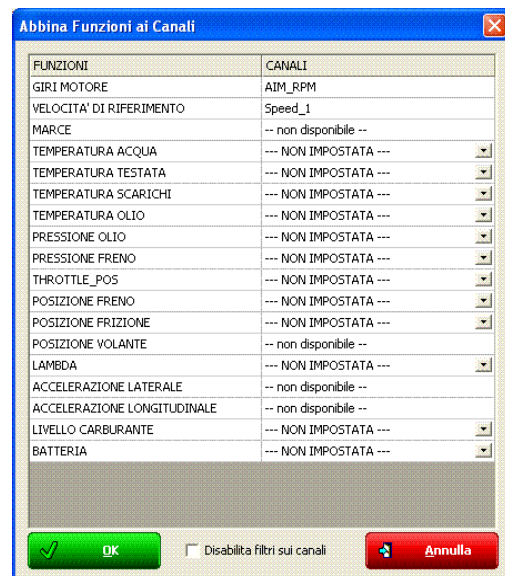 Abbina Funzioni ai Canali
FUNZIONI CANALI
GIRI MOTORE AIM_RPM
VELOCITA' DI RIFERIMENTO Speed_1
MARCE -- non disponibile --
TEMPERATURA ACQUA --- NON IMPOSTATA ---
TEMPERATURA TESTATA --- NON IMPOSTATA ---
TEMPERATURA SCARICHI --- NON IMPOSTATA ---
TEMPERATURA OLIO --- NON IMPOSTATA ---
PRESSIONE OLIO --- NON IMPOSTATA ---
PRESSIONE FRENO --- NON IMPOSTATA ---
THROTTLE_POS --- NON IMPOSTATA ---
POSIZIONE FRENO --- NON IMPOSTATA ---
POSIZIONE FRIZIONE --- NON IMPOSTATA ---
POSIZIONE VOLANTE -- non disponibile --
LAMBDA --- NON IMPOSTATA ---
ACCELERAZIONE LATERALE -- non disponibile --
ACCELERAZIONE LONGITUDINALE -- non disponibile --
LIVELLO CARBURANTE --- NON IMPOSTATA ---
BATTERIA --- NON IMPOSTATA ---
OK Disabilita filtri sui canali Annulla